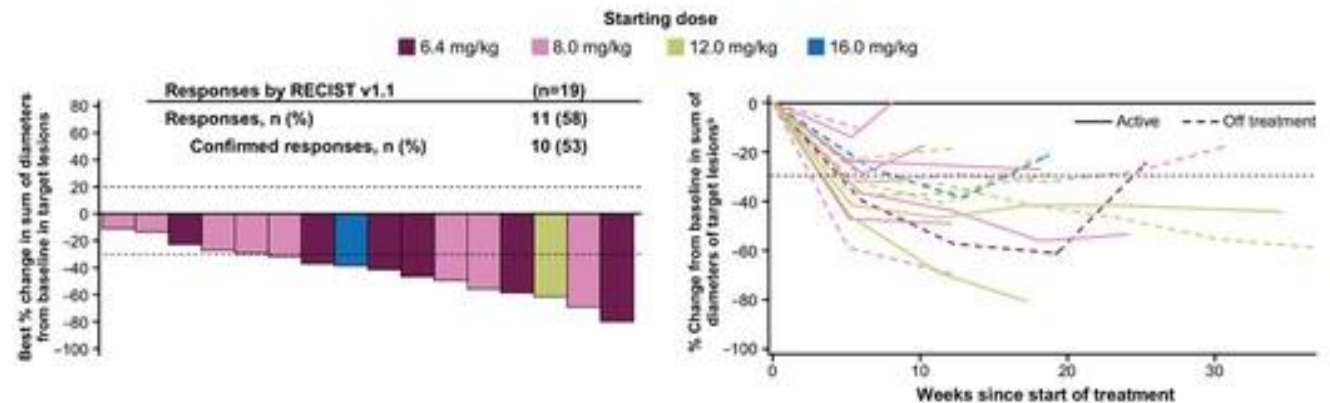 Starting dose
6.4 mg/kg 8.0 mg/kg 12.0 mg/kg 16.0 mg/kg
Responses by RECIST v1.1 (n=19)
Responses, n (%) 11 (58)
Confirmed responses, n (%) 10 (53)
Best % change in sum of diameters
from baseline in target lesions
80
60
40
20
0
−20
−40
−60
−80
−100
% Change from baseline in sum of
diameters of target lesionsᵇ
0
−20
−40
−60
−80
−100
Active Off treatment
0 10 20 30
Weeks since start of treatment